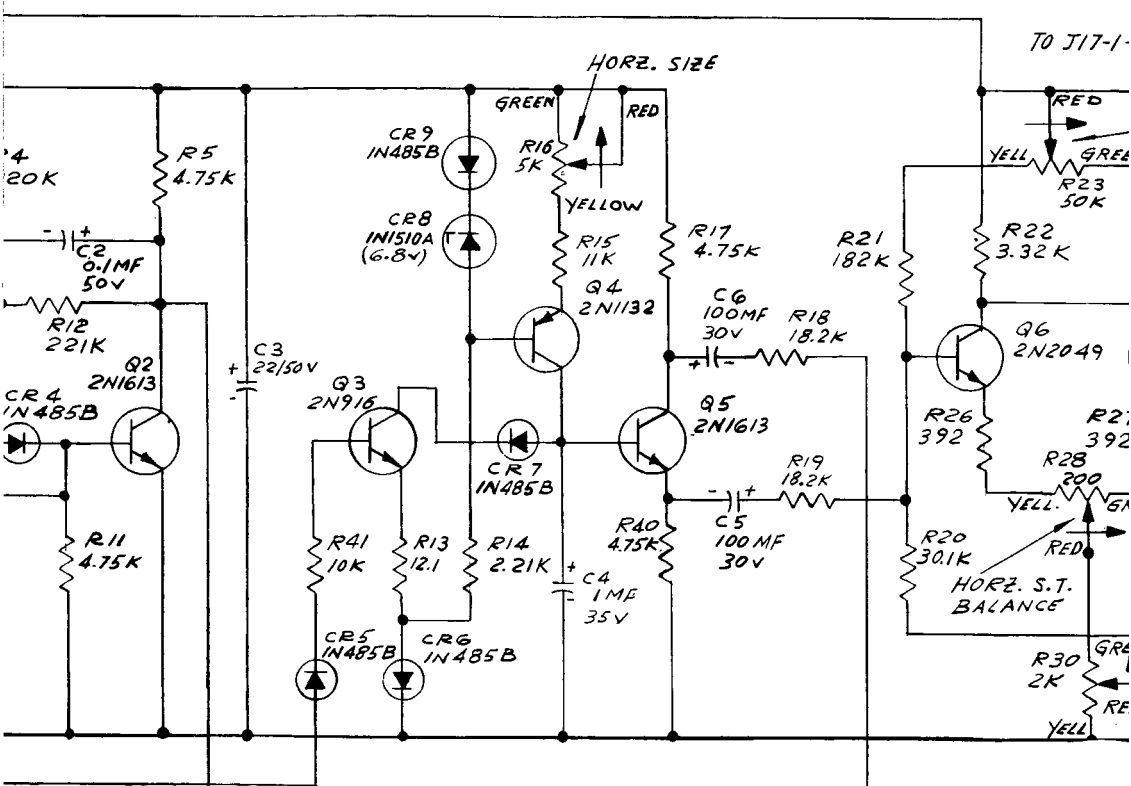 TO J17-1-
HORZ. SIZE
GREEN
RED
RED
CR9
1N485B
R16
5K
YELLOW
R5
4.75K
20K
YELL
GREE
R23
50K
C2
0.1MF
50V
CR8
1N1510A
(6.8V)
R15
11K
R17
4.75K
R21
182K
R22
3.32K
R12
221K
Q4
2N1132
C6
100MF
30V
R18
18.2K
Q6
2N2049
Q2
2N1613
C3
22/50V
CR4
1N485B
Q3
2N916
Q5
2N1613
R26
392
R27
392
CR7
1N485B
R19
18.2K
R28
200
YELL.
R11
4.75K
R41
10K
R13
12.1
R14
2.21K
R40
4.75K
C5
100MF
30V
R20
30.1K
RED
HORZ. S.T.
BALANCE
C4
1MF
35V
CR5
1N485B
CR6
1N485B
R30
2K
GRE
RE
YELL